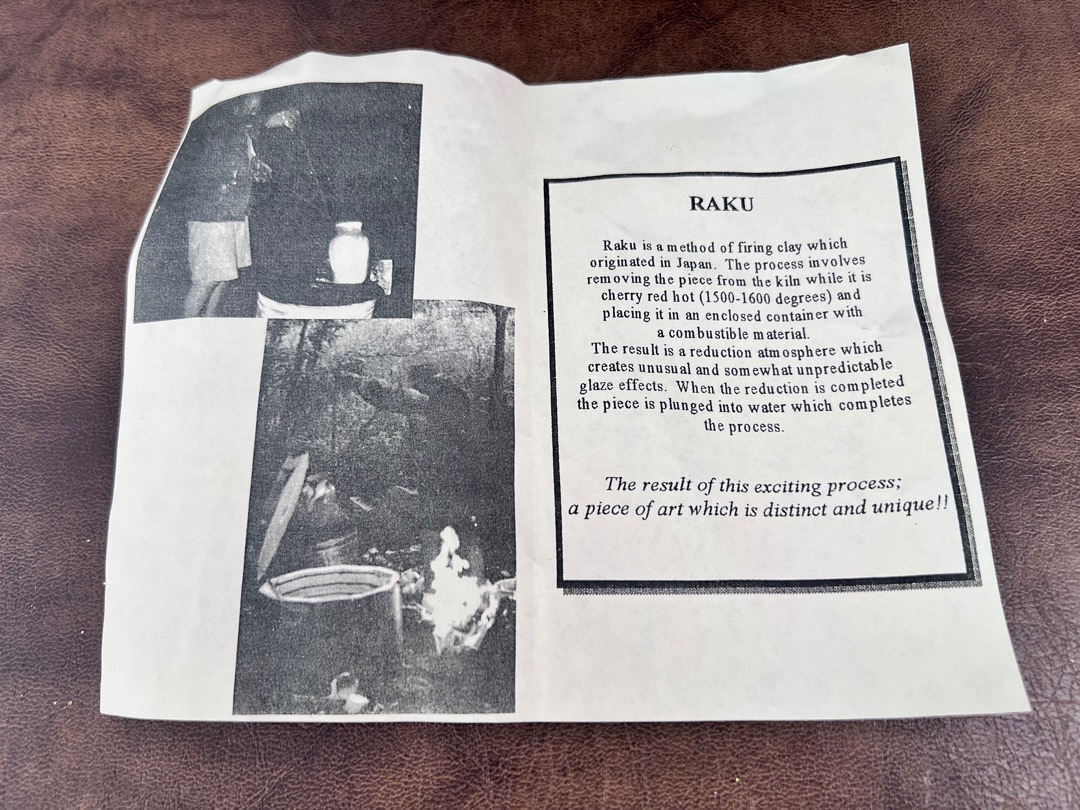 RAKU
Raku is a method of firing clay which
originated in Japan. The process involves
removing the piece from the kiln while it is
cherry red hot (1500-1600 degrees) and
placing it in an enclosed container with
a combustible material.
The result is a reduction atmosphere which
creates unusual and somewhat unpredictable
glaze effects. When the reduction is completed
the piece is plunged into water which completes
the process.
The result of this exciting process;
a piece of art which is distinct and unique!!